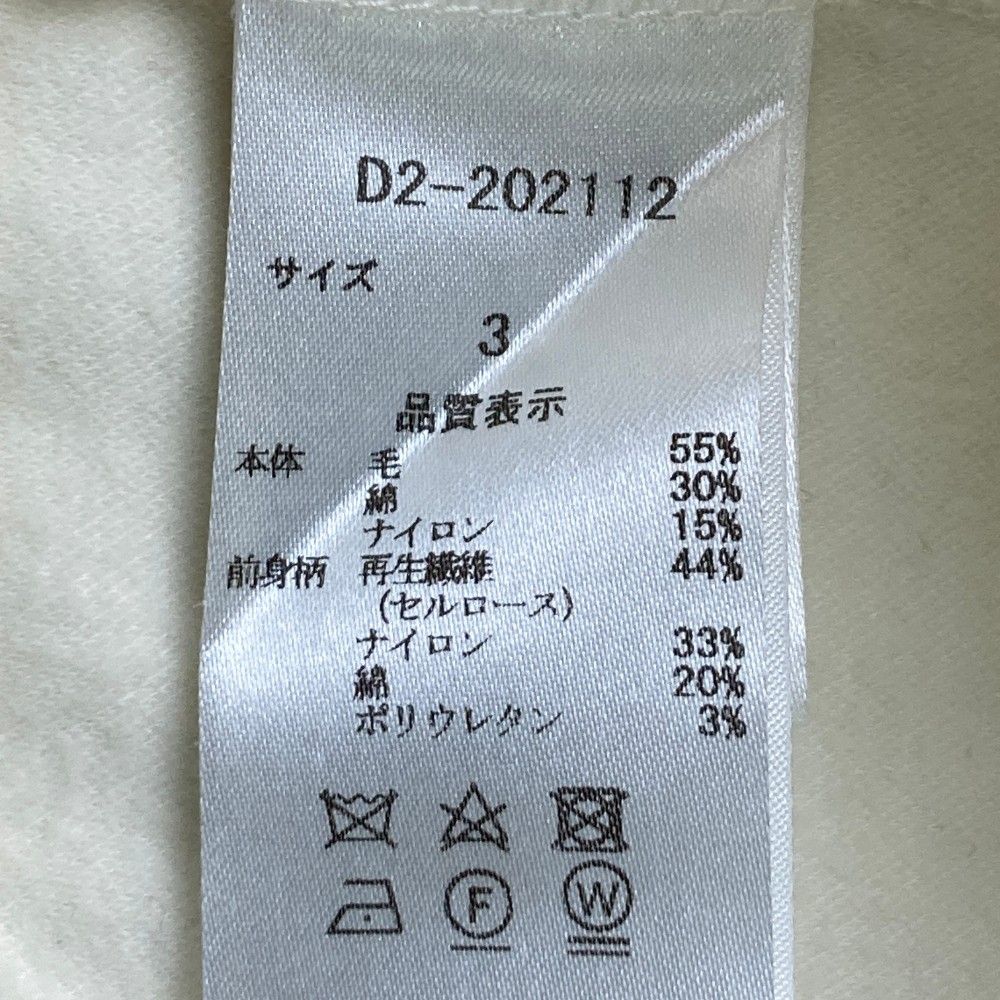 D2-202112
サイズ
3
品質表示
本体 毛 55%
綿 30%
ナイロン 15%
前身柄 再生繊維 44%
(セルロース)
ナイロン 33%
綿 20%
ポリウレタン 3%
F W